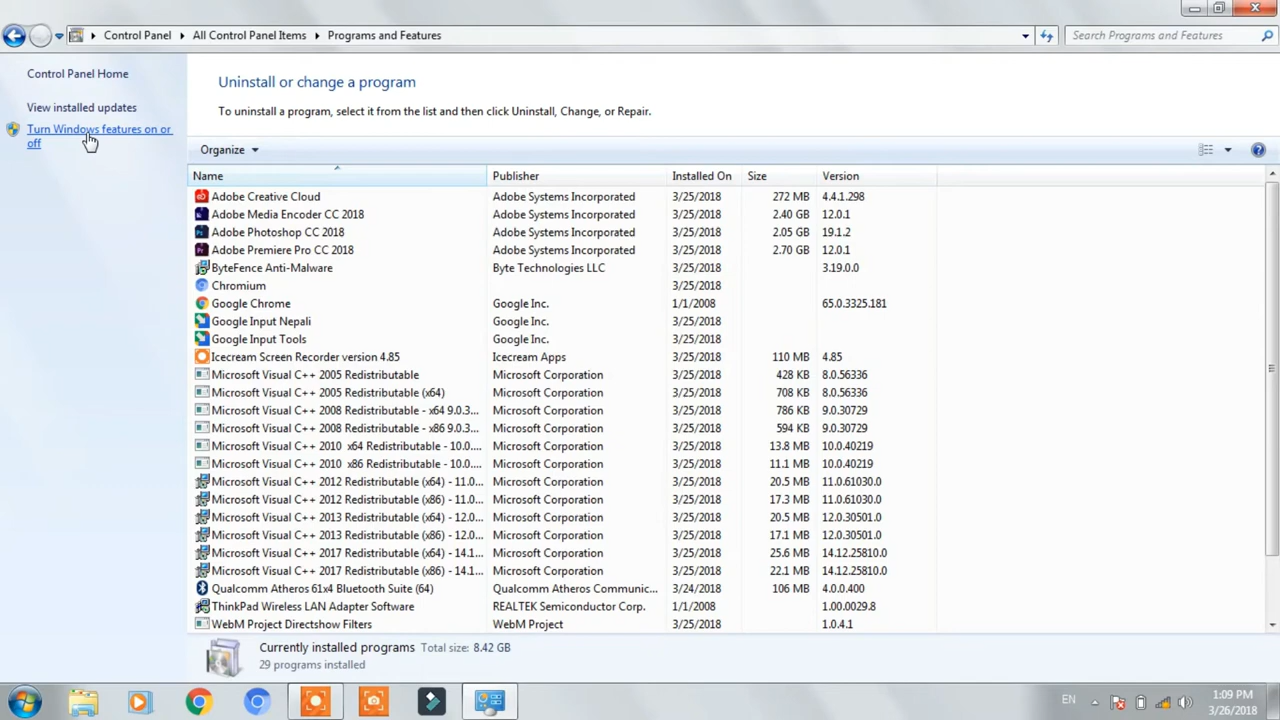 Control Panel All Control Panel Items Programs and Features Search Programs and Features
Control Panel Home
View installed updates
Turn Windows features on or
off
Uninstall or change a program
To uninstall a program, select it from the list and then click Uninstall, Change, or Repair.
Organize
Name Publisher Installed On Size Version
Adobe Creative Cloud Adobe Systems Incorporated 3/25/2018 272 MB 4.4.1.298
Adobe Media Encoder CC 2018 Adobe Systems Incorporated 3/25/2018 2.40 GB 12.0.1
Adobe Photoshop CC 2018 Adobe Systems Incorporated 3/25/2018 2.05 GB 19.1.2
Adobe Premiere Pro CC 2018 Adobe Systems Incorporated 3/25/2018 2.70 GB 12.0.1
ByteFence Anti-Malware Byte Technologies LLC 3/25/2018 3.19.0.0
Chromium 3/25/2018
Google Chrome Google Inc. 1/1/2008 65.0.3325.181
Google Input Nepali Google Inc. 3/25/2018
Google Input Tools Google Inc. 3/25/2018
Icecream Screen Recorder version 4.85 Icecream Apps 3/25/2018 110 MB 4.85
Microsoft Visual C++ 2005 Redistributable Microsoft Corporation 3/25/2018 428 KB 8.0.56336
Microsoft Visual C++ 2005 Redistributable (x64) Microsoft Corporation 3/25/2018 708 KB 8.0.56336
Microsoft Visual C++ 2008 Redistributable - x64 9.0.3... Microsoft Corporation 3/25/2018 786 KB 9.0.30729
Microsoft Visual C++ 2008 Redistributable - x86 9.0.3... Microsoft Corporation 3/25/2018 594 KB 9.0.30729
Microsoft Visual C++ 2010  x64 Redistributable - 10.0.... Microsoft Corporation 3/25/2018 13.8 MB 10.0.40219
Microsoft Visual C++ 2010  x86 Redistributable - 10.0.... Microsoft Corporation 3/25/2018 11.1 MB 10.0.40219
Microsoft Visual C++ 2012 Redistributable (x64) - 11.0... Microsoft Corporation 3/25/2018 20.5 MB 11.0.61030.0
Microsoft Visual C++ 2012 Redistributable (x86) - 11.0... Microsoft Corporation 3/25/2018 17.3 MB 11.0.61030.0
Microsoft Visual C++ 2013 Redistributable (x64) - 12.0... Microsoft Corporation 3/25/2018 20.5 MB 12.0.30501.0
Microsoft Visual C++ 2013 Redistributable (x86) - 12.0... Microsoft Corporation 3/25/2018 17.1 MB 12.0.30501.0
Microsoft Visual C++ 2017 Redistributable (x64) - 14.1... Microsoft Corporation 3/25/2018 25.6 MB 14.12.25810.0
Microsoft Visual C++ 2017 Redistributable (x86) - 14.1... Microsoft Corporation 3/25/2018 22.1 MB 14.12.25810.0
Qualcomm Atheros 61x4 Bluetooth Suite (64) Qualcomm Atheros Communic... 3/24/2018 106 MB 4.0.0.400
ThinkPad Wireless LAN Adapter Software REALTEK Semiconductor Corp. 1/1/2008 1.00.0029.8
WebM Project Directshow Filters WebM Project 3/25/2018 1.0.4.1
Currently installed programs Total size: 8.42 GB
29 programs installed
EN 1:09 PM
3/26/2018